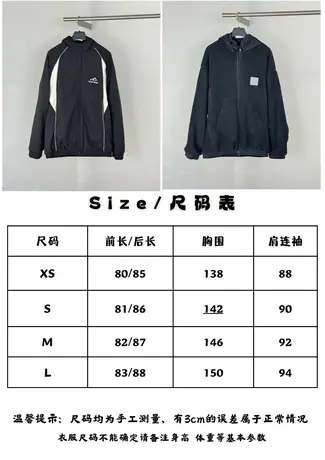 Size/尺码表
尺码 前长/后长 胸围 肩连袖
XS 80/85 138 88
S 81/86 142 90
M 82/87 146 92
L 83/88 150 94
温馨提示：尺码均为手工测量、有3cm的误差属于正常情况
衣服尺码不能确定请备注身高 体重等基本参数